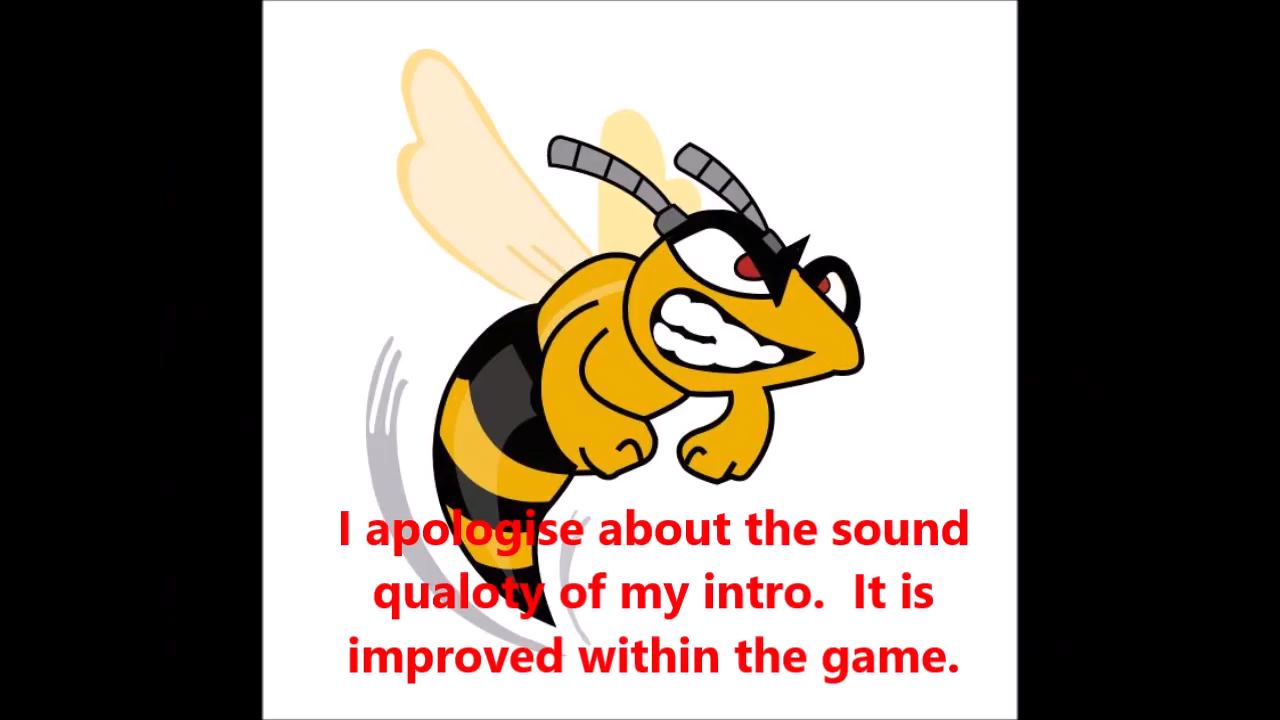 I apologise about the sound
qualoty of my intro.  It is
improved within the game.